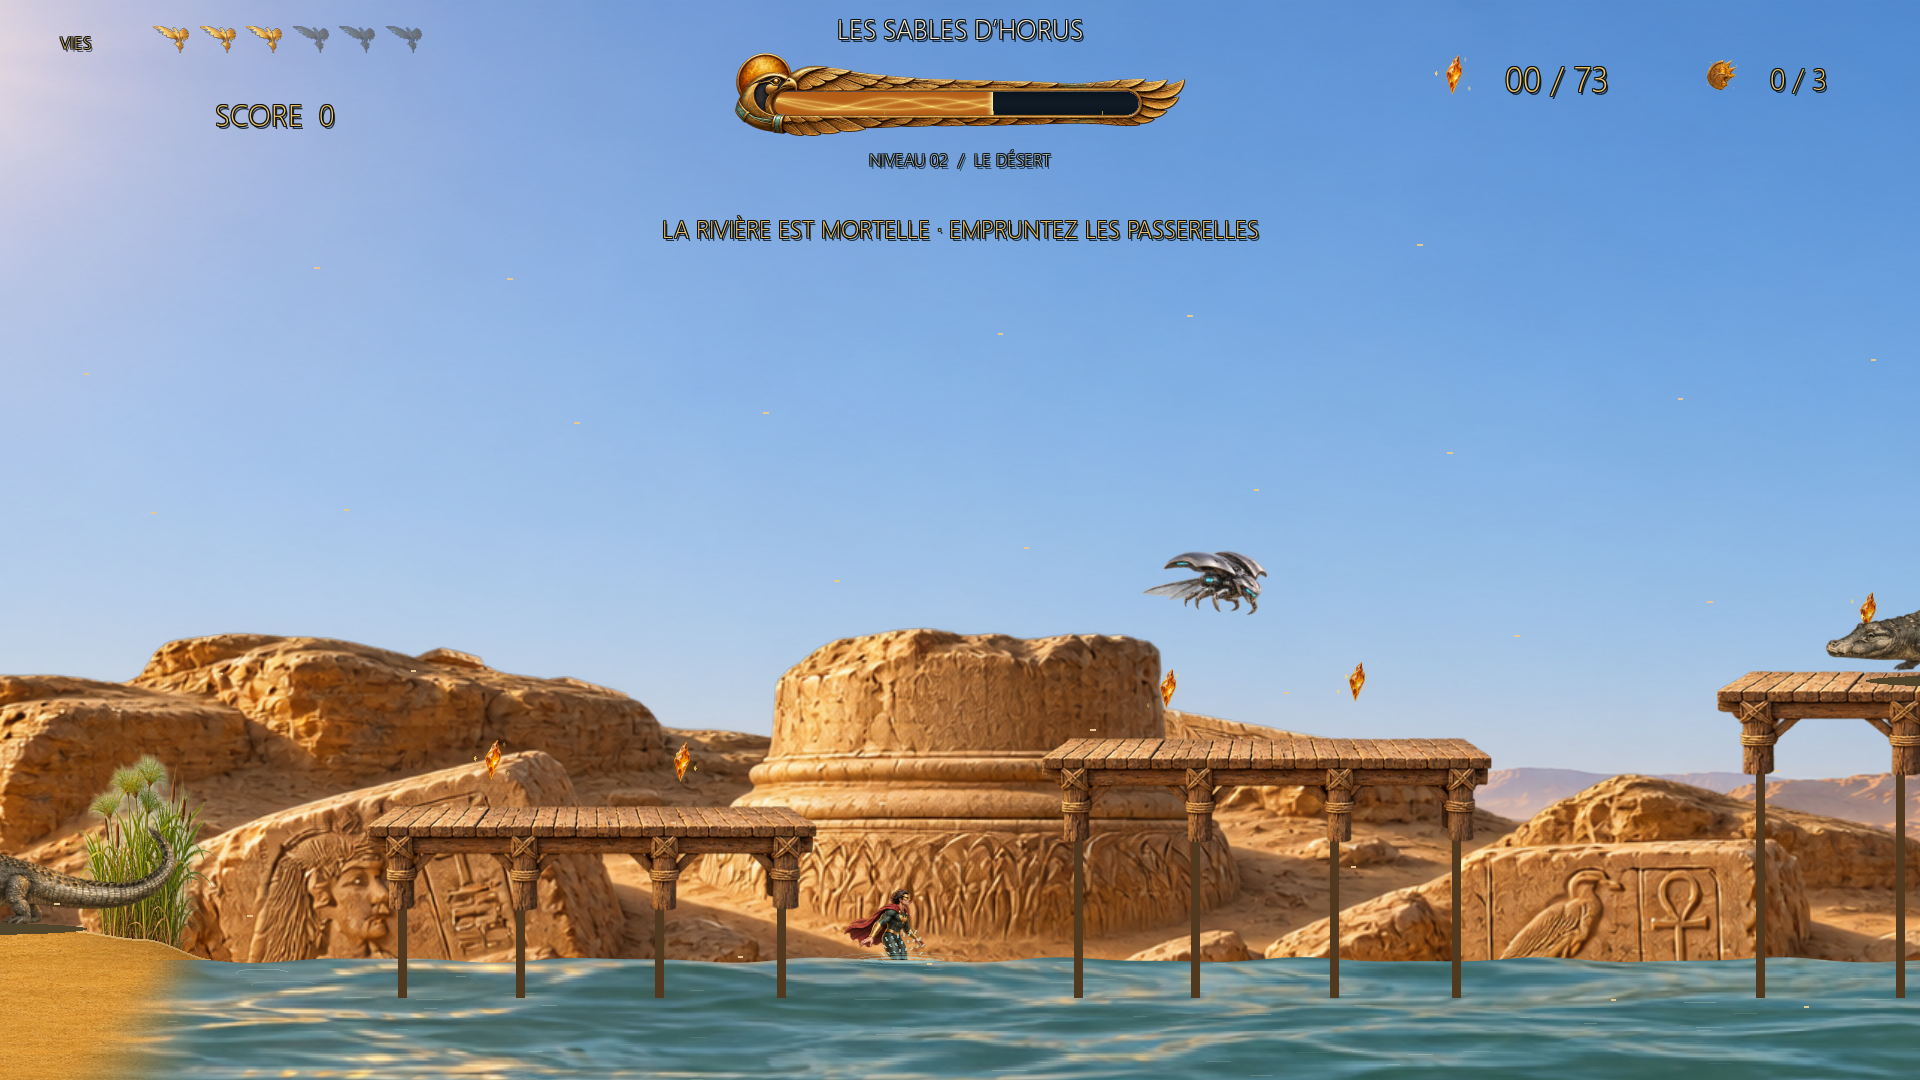 VIES
SCORE 0
LES SABLES D'HORUS
NIVEAU 02 / LE DÉSERT
00 / 73
0 / 3
LA RIVIÈRE EST MORTELLE · EMPRUNTEZ LES PASSERELLES